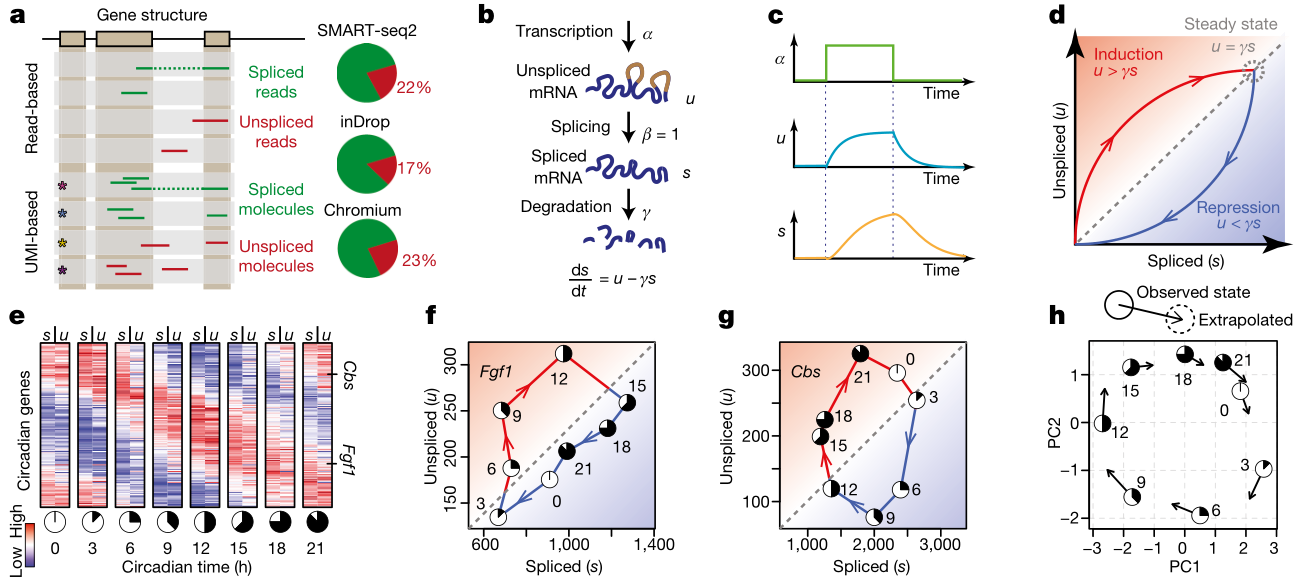 a
Gene structure
Read-based
UMI-based
Spliced
reads
Unspliced
reads
Spliced
molecules
Unspliced
molecules
*
*
*
*
SMART-seq2
22%
inDrop
17%
Chromium
23%
b
Transcription
α
Unspliced
mRNA
u
Splicing
β = 1
Spliced
mRNA
s
Degradation
γ
ds
dt
= u − γs
c
α
Time
u
s
Time
d
Steady state
u = γs
Induction
u > γs
Repression
u < γs
Unspliced (u)
Spliced (s)
e
s u s u s u s u s u s u s u s u
Circadian genes
Cbs
Fgf1
Low High
0 3 6 9 12 15 18 21
Circadian time (h)
f
Fgf1
300
250
200
150
Unspliced (u)
12
15
9
18
21
6
0
3
600 1,000 1,400
Spliced (s)
g
Cbs
300
200
100
Unspliced (u)
0
21
3
18
15
12
6
9
1,000 2,000 3,000
Spliced (s)
h
Observed state
Extrapolated
1
0
−1
−2
PC2
15
18
21
0
12
3
9
6
−3 −2 −1 0 1 2 3
PC1